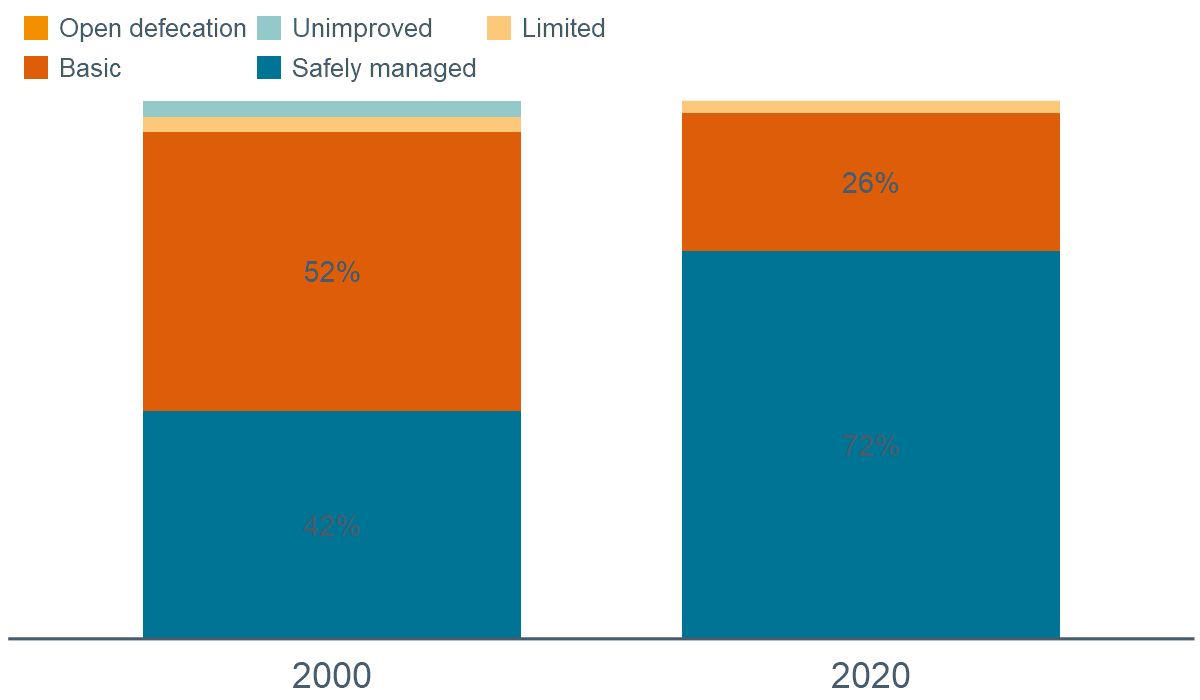 Open defecation Unimproved Limited
Basic Safely managed
26%
52%
72%
42%
2000 2020